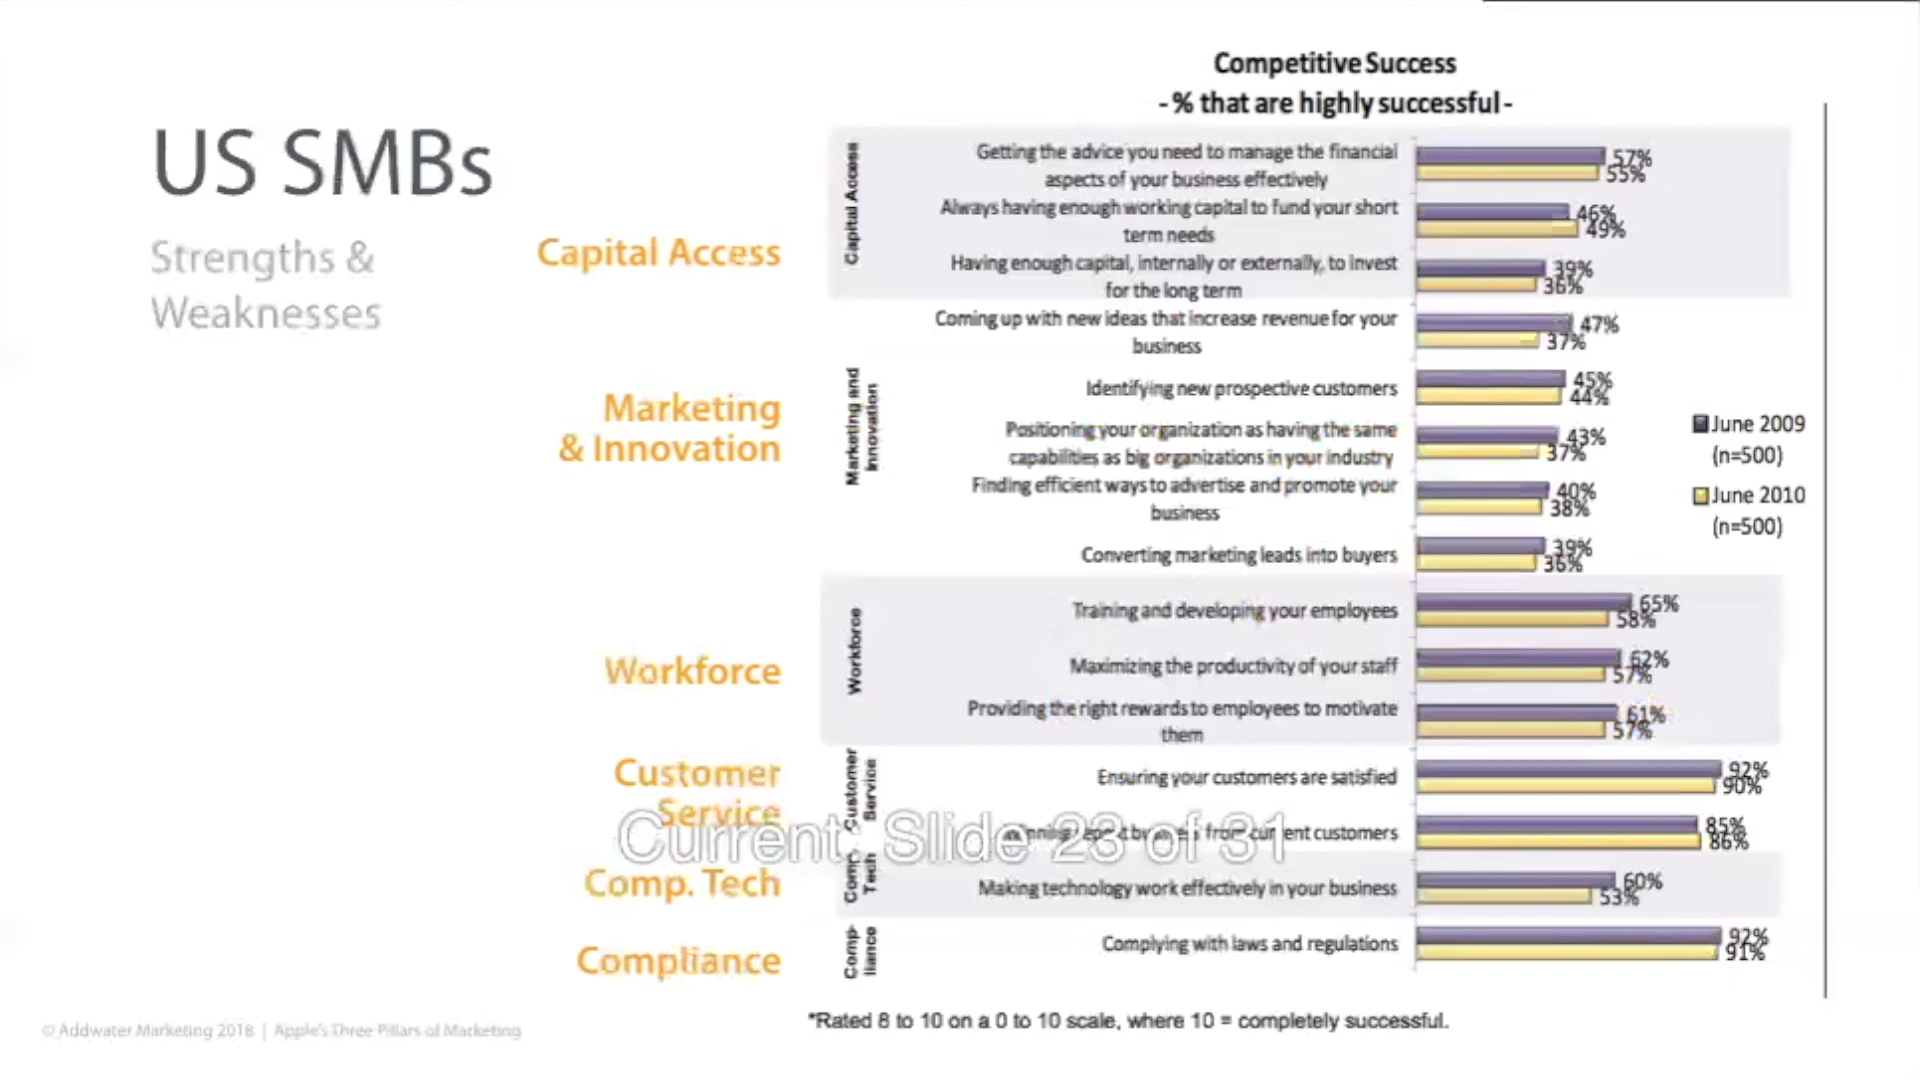 US SMBs
Strengths &
Weaknesses
Capital Access
Marketing
& Innovation
Workforce
Customer
Service
Comp. Tech
Compliance
Competitive Success
- % that are highly successful -
Capital Access
Getting the advice you need to manage the financial
aspects of your business effectively
57%
55%
Always having enough working capital to fund your short
term needs
46%
49%
Having enough capital, internally or externally, to invest
for the long term
39%
36%
Marketing and
Innovation
Coming up with new ideas that increase revenue for your
business
47%
37%
Identifying new prospective customers
45%
44%
Positioning your organization as having the same
capabilities as big organizations in your industry
43%
37%
Finding efficient ways to advertise and promote your
business
40%
38%
Converting marketing leads into buyers
39%
36%
Workforce
Training and developing your employees
65%
58%
Maximizing the productivity of your staff
62%
57%
Providing the right rewards to employees to motivate
them
61%
57%
Customer
Service
Ensuring your customers are satisfied
92%
90%
from current customers
85%
86%
Comp.
Tech
Making technology work effectively in your business
60%
53%
Comp-
liance
Complying with laws and regulations
92%
91%
June 2009
(n=500)
June 2010
(n=500)
Current: Slide 23 of 31
*Rated 8 to 10 on a 0 to 10 scale, where 10 = completely successful.
© Addwater Marketing 2018 | Apple's Three Pillars of Marketing